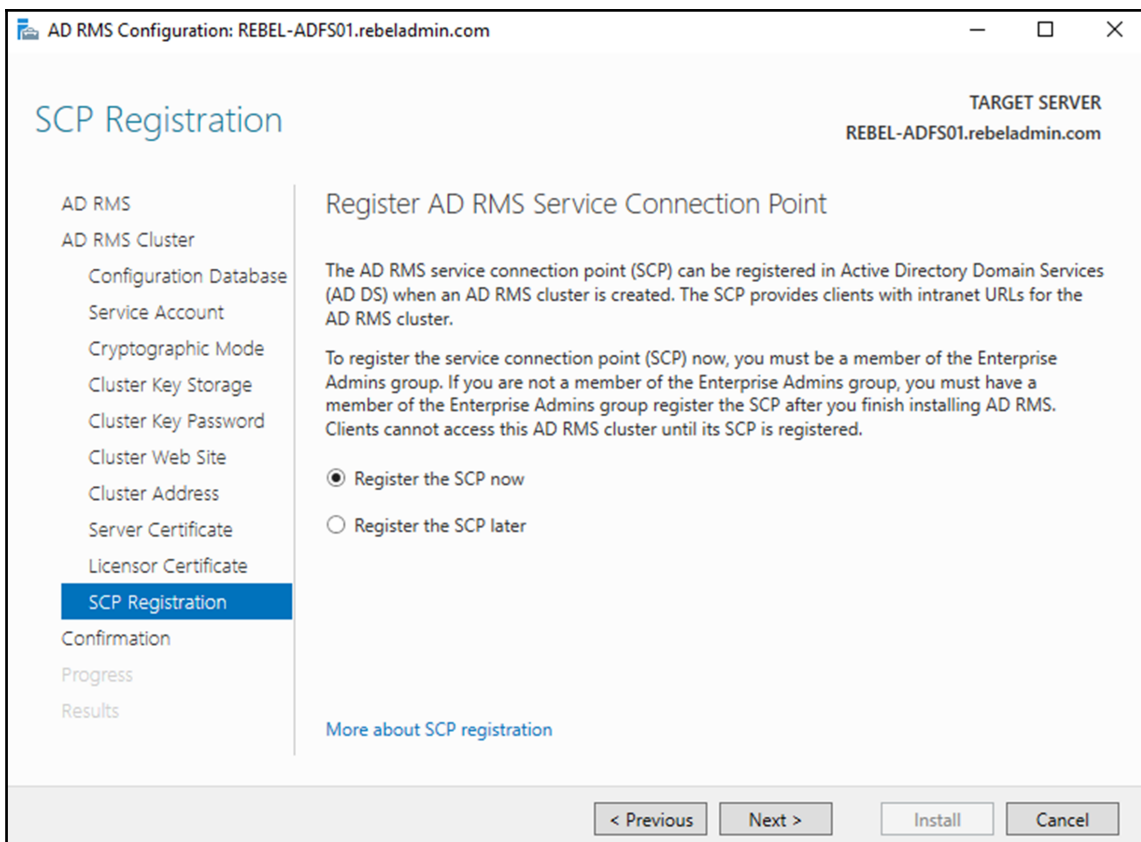 AD RMS Configuration: REBEL-ADFS01.rebeladmin.com
SCP Registration
TARGET SERVER
REBEL-ADFS01.rebeladmin.com
AD RMS
AD RMS Cluster
Configuration Database
Service Account
Cryptographic Mode
Cluster Key Storage
Cluster Key Password
Cluster Web Site
Cluster Address
Server Certificate
Licensor Certificate
SCP Registration
Confirmation
Progress
Results
Register AD RMS Service Connection Point
The AD RMS service connection point (SCP) can be registered in Active Directory Domain Services
(AD DS) when an AD RMS cluster is created. The SCP provides clients with intranet URLs for the
AD RMS cluster.
To register the service connection point (SCP) now, you must be a member of the Enterprise
Admins group. If you are not a member of the Enterprise Admins group, you must have a
member of the Enterprise Admins group register the SCP after you finish installing AD RMS.
Clients cannot access this AD RMS cluster until its SCP is registered.
Register the SCP now
Register the SCP later
More about SCP registration
< Previous
Next >
Install
Cancel